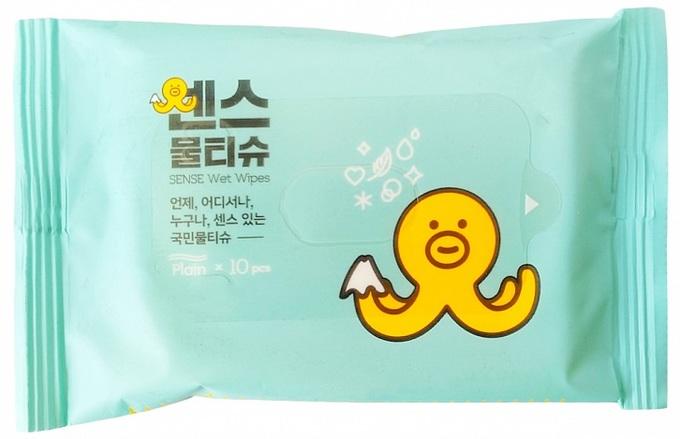 센스
물티슈
SENSE Wet Wipes
언제, 어디서나,
누구나, 센스 있는
국민물티슈
Plain × 10 pcs